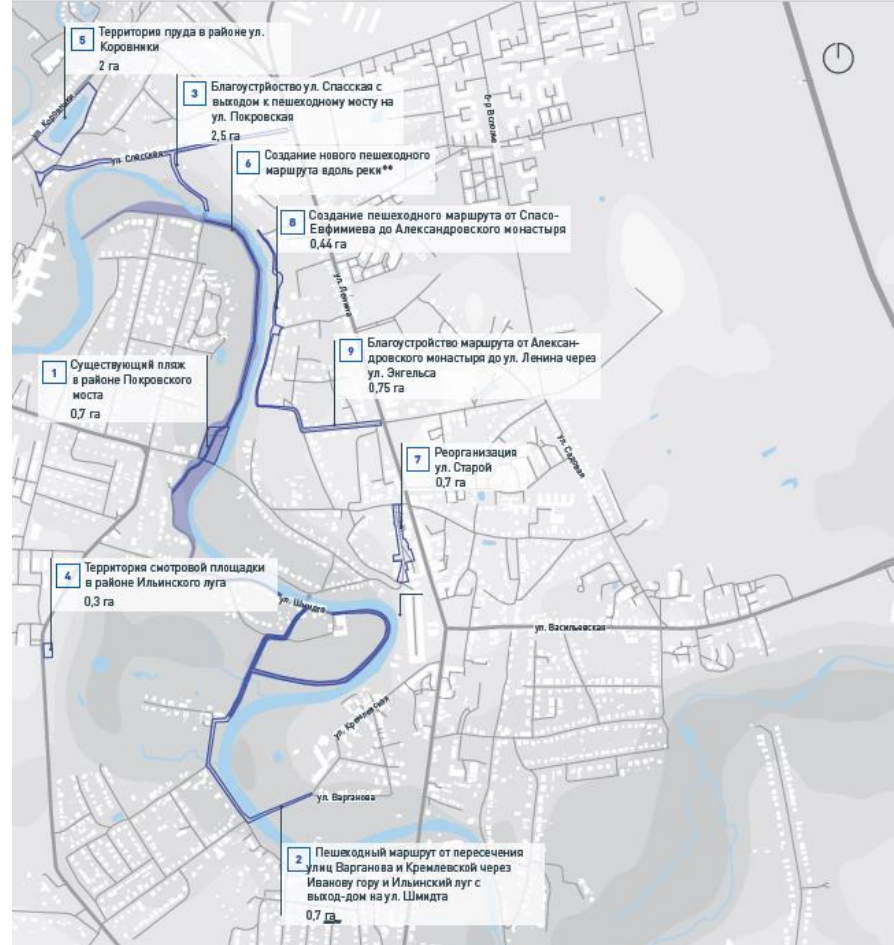 5
Территория пруда в районе ул.
Коровники
2 га
3
Благоустрйоство ул. Спасская с
выходом к пешеходному мосту на
ул. Покровская
2,5 га
ул. Коровники
ул. Спасская
б-р Всполье
6
Создание нового пешеходного
маршрута вдоль реки**
8
Создание пешеходного маршрута от Спасо-
Евфимиева до Александровского монастыря
0,44 га
ул. Ленина
9
Благоустройство маршрута от Алексан-
дровского монастыря до ул. Ленина через
ул. Энгельса
0,75 га
1
Существующий пляж
в районе Покровского
моста
0,7 га
7
Реорганизация
ул. Старой
0,7 га
ул. Садовая
4
Территория смотровой площадки
в районе Ильинского луга
0,3 га
ул. Шмидта
ул. Васильевская
ул. Кремлевская
ул. Варганова
2
Пешеходный маршрут от пересечения
улиц Варганова и Кремлевской через
Иванову гору и Ильинский луг с
выход-дом на ул. Шмидта
0,7 га